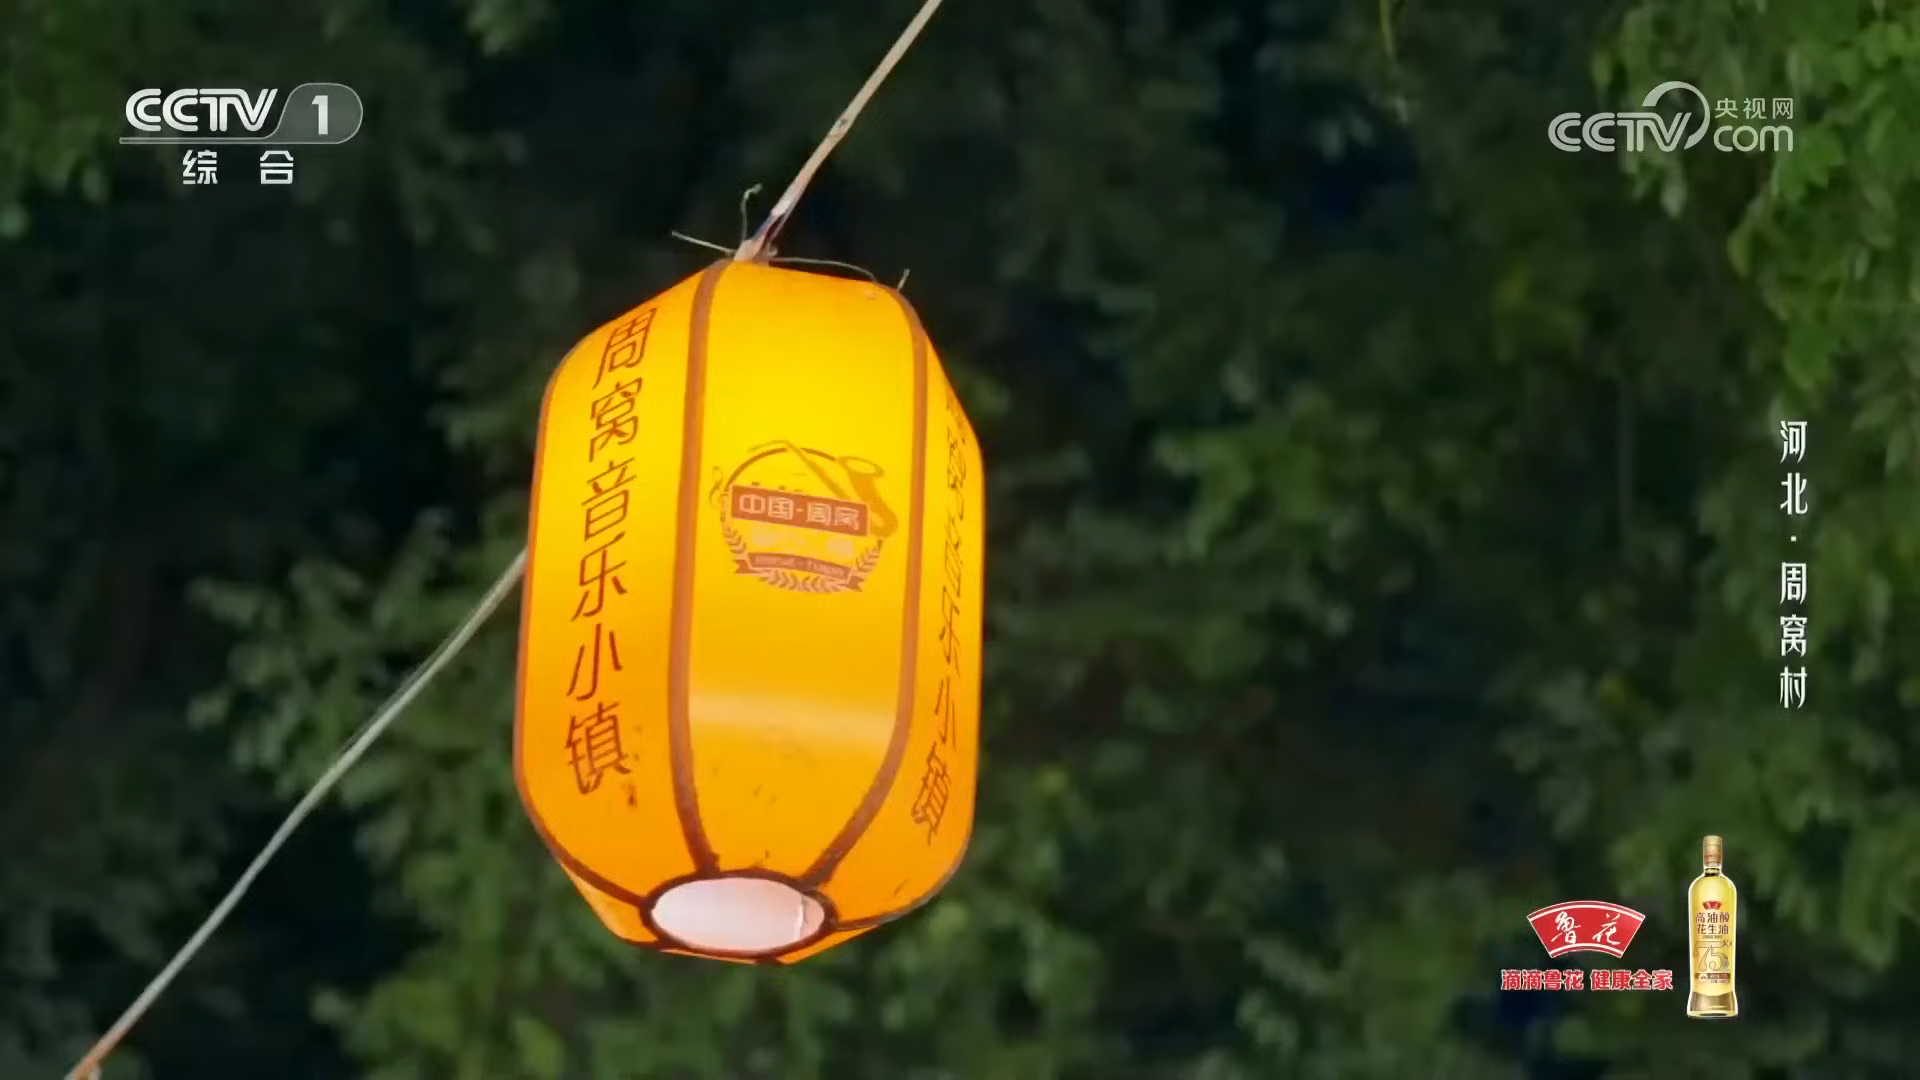 CCTV 1
综 合
央视网
CCTV.com
周窝音乐小镇
中国·周窝
乐小镇
河北·周窝村
鲁花
滴滴鲁花 健康全家
高油酸
花生油
75